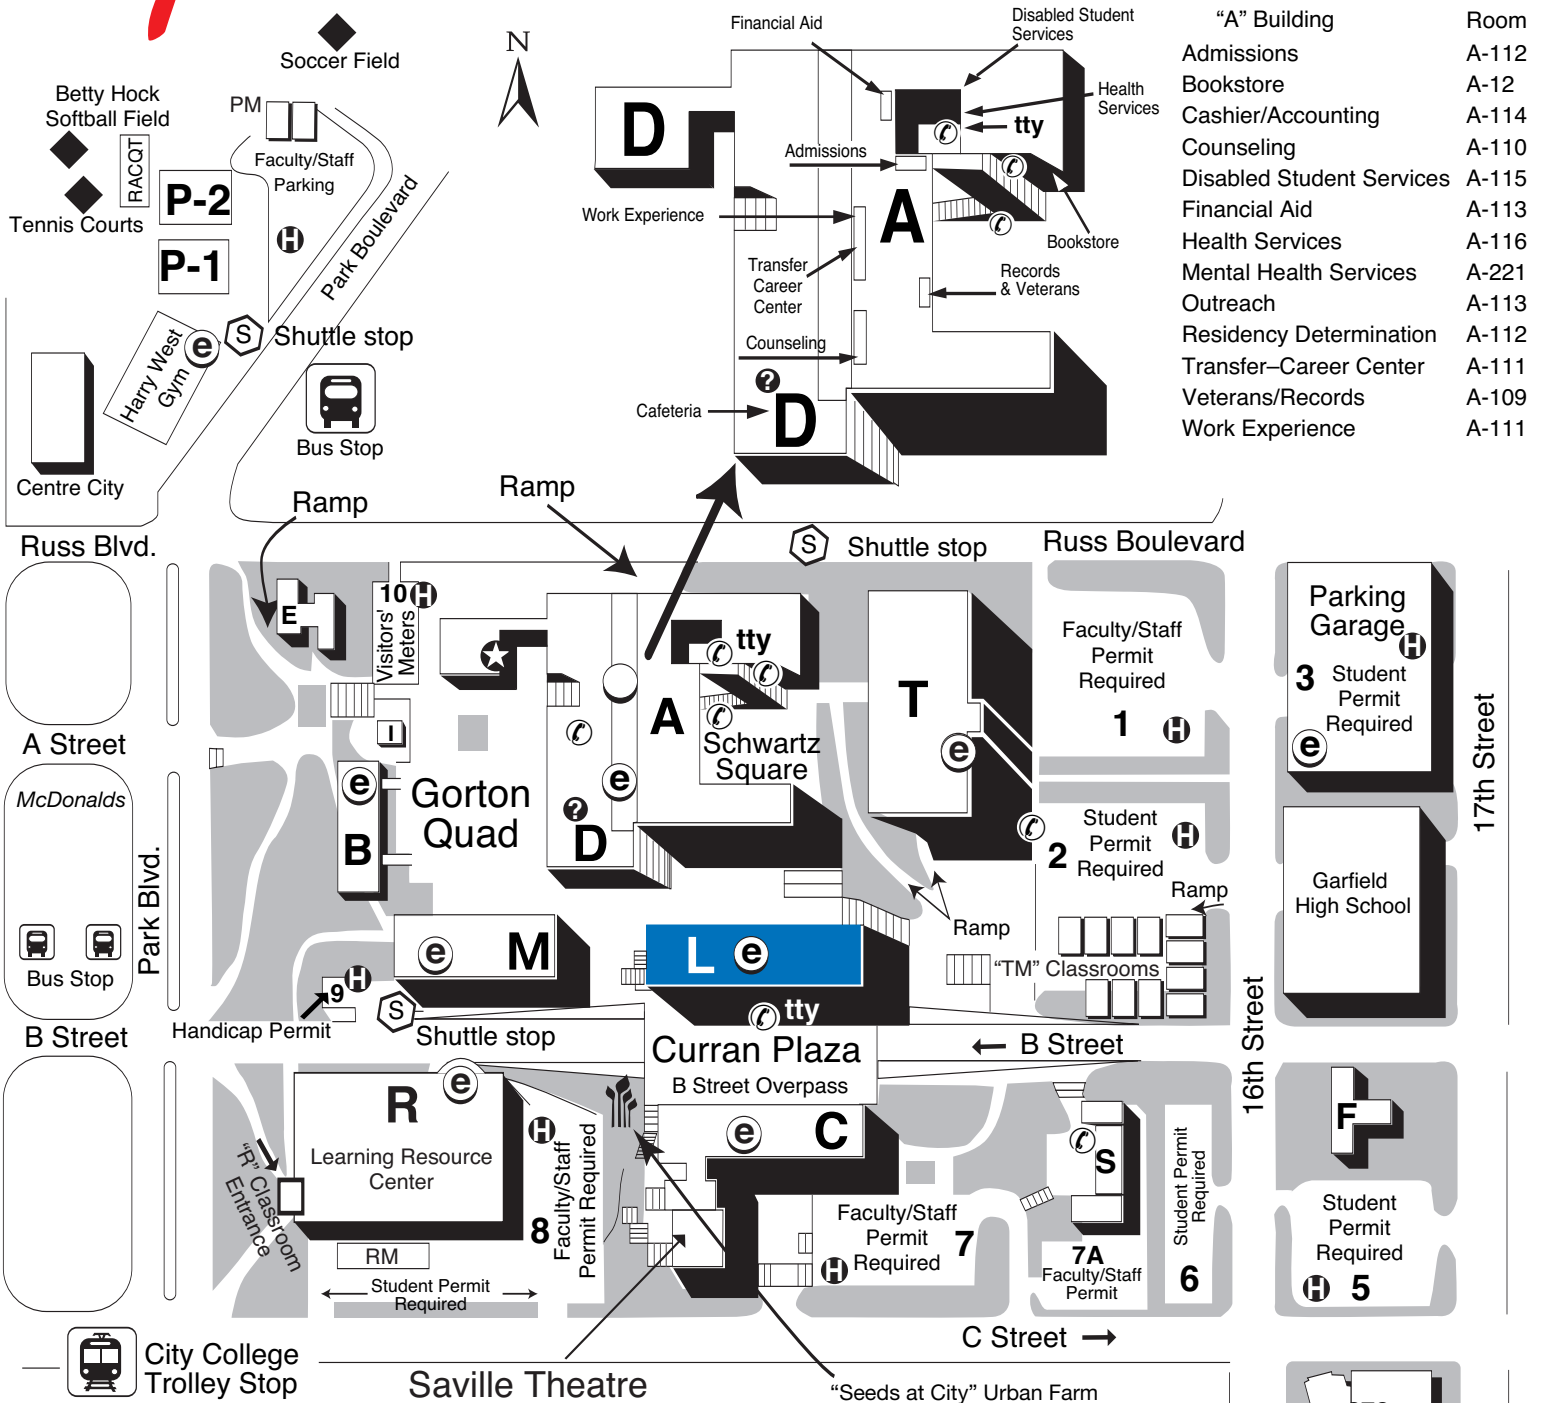 "A" Building Room
Admissions A-112
Bookstore A-12
Cashier/Accounting A-114
Counseling A-110
Disabled Student Services A-115
Financial Aid A-113
Health Services A-116
Mental Health Services A-221
Outreach A-113
Residency Determination A-112
Transfer–Career Center A-111
Veterans/Records A-109
Work Experience A-111
Soccer Field
Betty Hock
Softball Field
PM
RACQT
Faculty/Staff
Parking
P-2
Tennis Courts
P-1
H
Park Boulevard
Harry West
Gym
e
S
Shuttle stop
Bus Stop
Centre City
N
Financial Aid
Disabled Student
Services
Health
Services
tty
D
Admissions
A
Work Experience
Bookstore
Transfer
Career
Center
Records
& Veterans
Counseling
?
Cafeteria
D
Ramp
Ramp
S
Shuttle stop
Russ Blvd.
Russ Boulevard
E
10
H
Visitors'
Meters
tty
A
T
e
Schwartz
Square
Faculty/Staff
Permit
Required
1
H
Parking
Garage
H
3
Student
Permit
Required
e
17th Street
A Street
I
e
B
Gorton
Quad
e
?
D
McDonalds
Park Blvd.
Bus Stop
Student
Permit
Required
2
H
Garfield
High School
Ramp
Ramp
"TM" Classrooms
e
M
L
e
tty
9
H
Handicap Permit
S
Shuttle stop
B Street
Curran Plaza
B Street Overpass
B Street
16th Street
R
e
Learning Resource
Center
"R" Classroom
Entrance
RM
Student Permit
Required
H
8
Faculty/Staff
Permit Required
e
C
Faculty/Staff
Permit
Required
7
H
S
7A
Faculty/Staff
Permit
Student Permit
Required
6
F
Student
Permit
Required
H
5
C Street
City College
Trolley Stop
Saville Theatre
"Seeds at City" Urban Farm